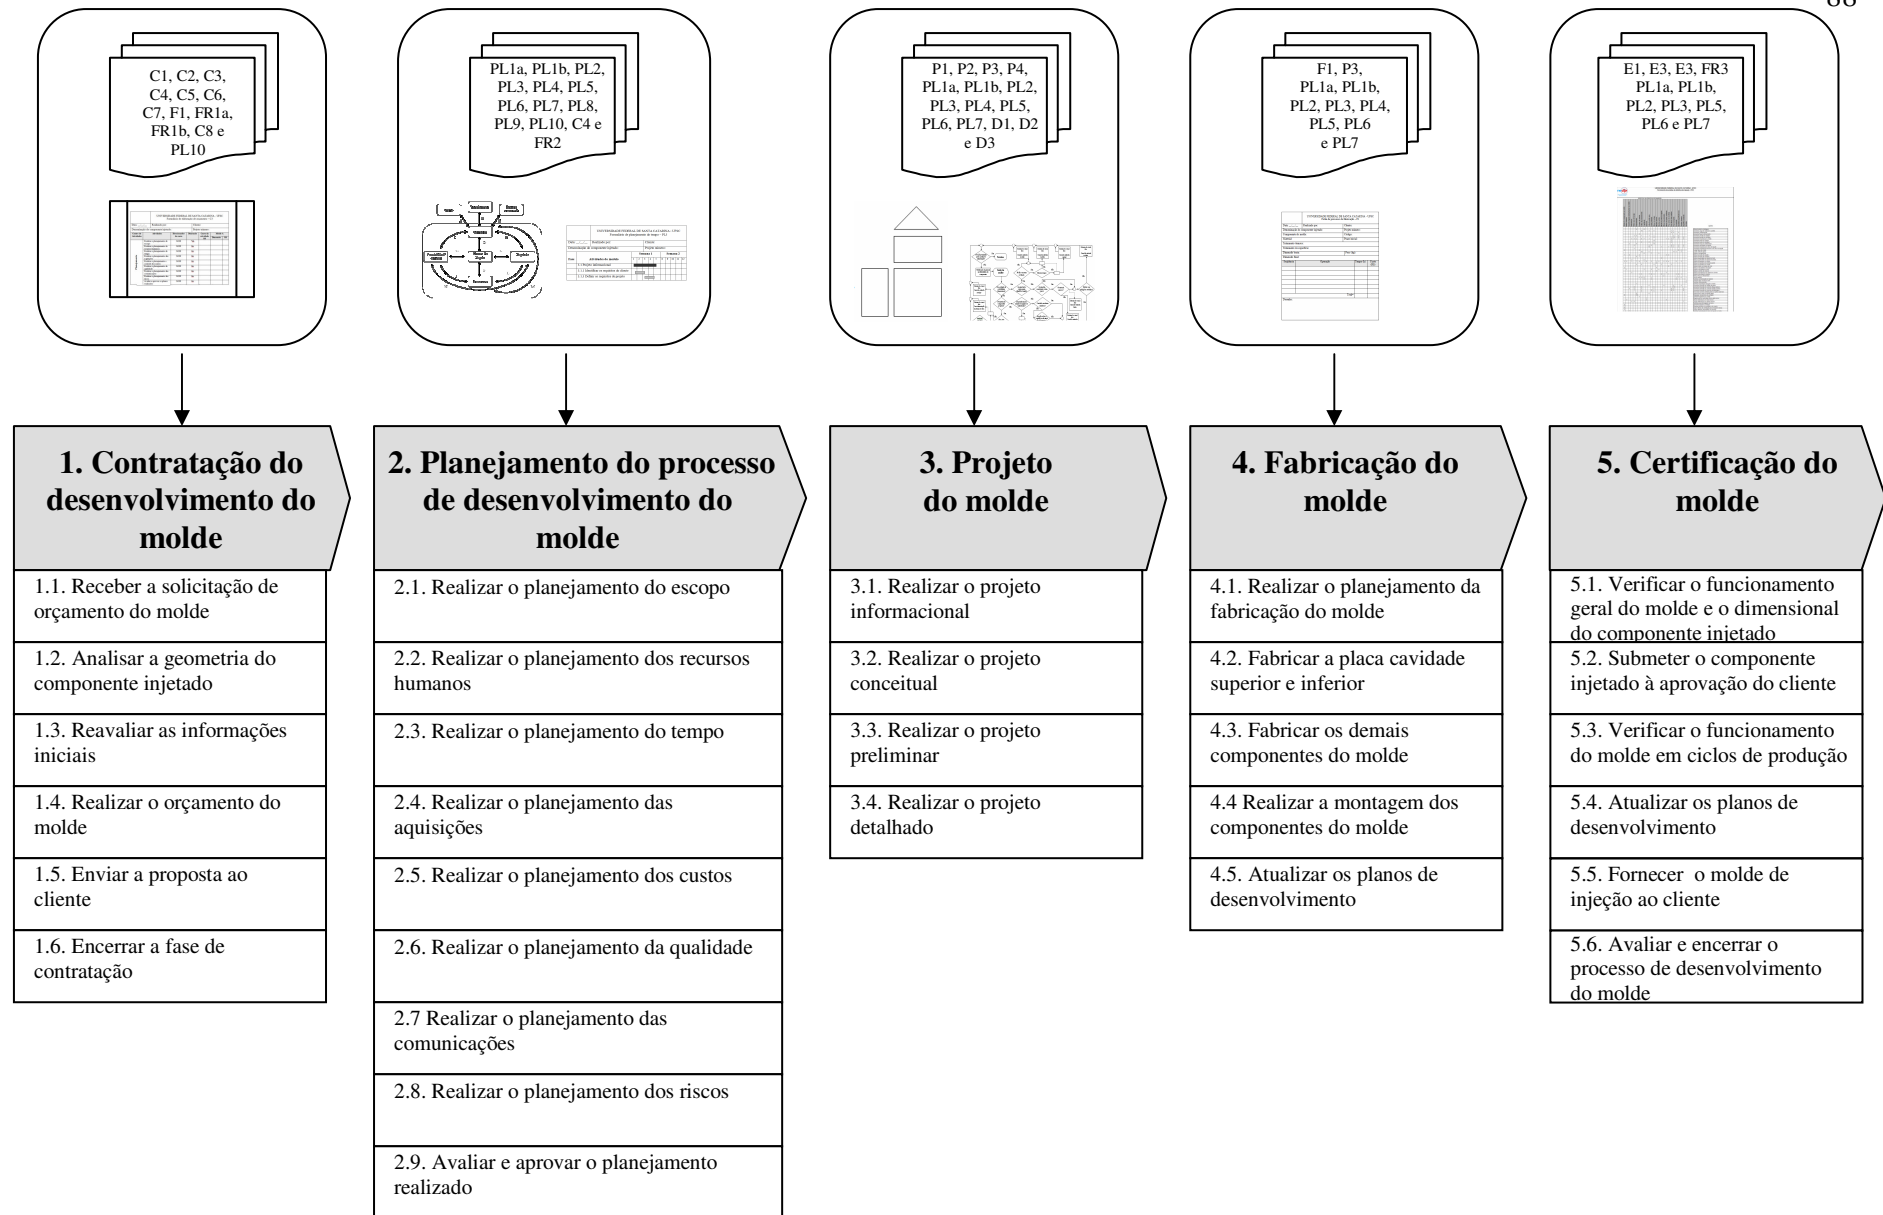 C1, C2, C3,
C4, C5, C6,
C7, F1, FR1a,
FR1b, C8 e
PL10
PL1a, PL1b, PL2,
PL3, PL4, PL5,
PL6, PL7, PL8,
PL9, PL10, C4 e
FR2
P1, P2, P3, P4,
PL1a, PL1b, PL2,
PL3, PL4, PL5,
PL6, PL7, D1, D2
e D3
F1, P3,
PL1a, PL1b,
PL2, PL3, PL4,
PL5, PL6
e PL7
E1, E3, E3, FR3
PL1a, PL1b,
PL2, PL3, PL5,
PL6 e PL7
1. Contratação do
desenvolvimento do
molde
1.1. Receber a solicitação de
orçamento do molde
1.2. Analisar a geometria do
componente injetado
1.3. Reavaliar as informações
iniciais
1.4. Realizar o orçamento do
molde
1.5. Enviar a proposta ao
cliente
1.6. Encerrar a fase de
contratação
2. Planejamento do processo
de desenvolvimento do
molde
2.1. Realizar o planejamento do escopo
2.2. Realizar o planejamento dos recursos
humanos
2.3. Realizar o planejamento do tempo
2.4. Realizar o planejamento das
aquisições
2.5. Realizar o planejamento dos custos
2.6. Realizar o planejamento da qualidade
2.7 Realizar o planejamento das
comunicações
2.8. Realizar o planejamento dos riscos
2.9. Avaliar e aprovar o planejamento
realizado
3. Projeto
do molde
3.1. Realizar o projeto
informacional
3.2. Realizar o projeto
conceitual
3.3. Realizar o projeto
preliminar
3.4. Realizar o projeto
detalhado
4. Fabricação do
molde
4.1. Realizar o planejamento da
fabricação do molde
4.2. Fabricar a placa cavidade
superior e inferior
4.3. Fabricar os demais
componentes do molde
4.4 Realizar a montagem dos
componentes do molde
4.5. Atualizar os planos de
desenvolvimento
5. Certificação do
molde
5.1. Verificar o funcionamento
geral do molde e o dimensional
do componente injetado
5.2. Submeter o componente
injetado à aprovação do cliente
5.3. Verificar o funcionamento
do molde em ciclos de produção
5.4. Atualizar os planos de
desenvolvimento
5.5. Fornecer o molde de
injeção ao cliente
5.6. Avaliar e encerrar o
processo de desenvolvimento
do molde